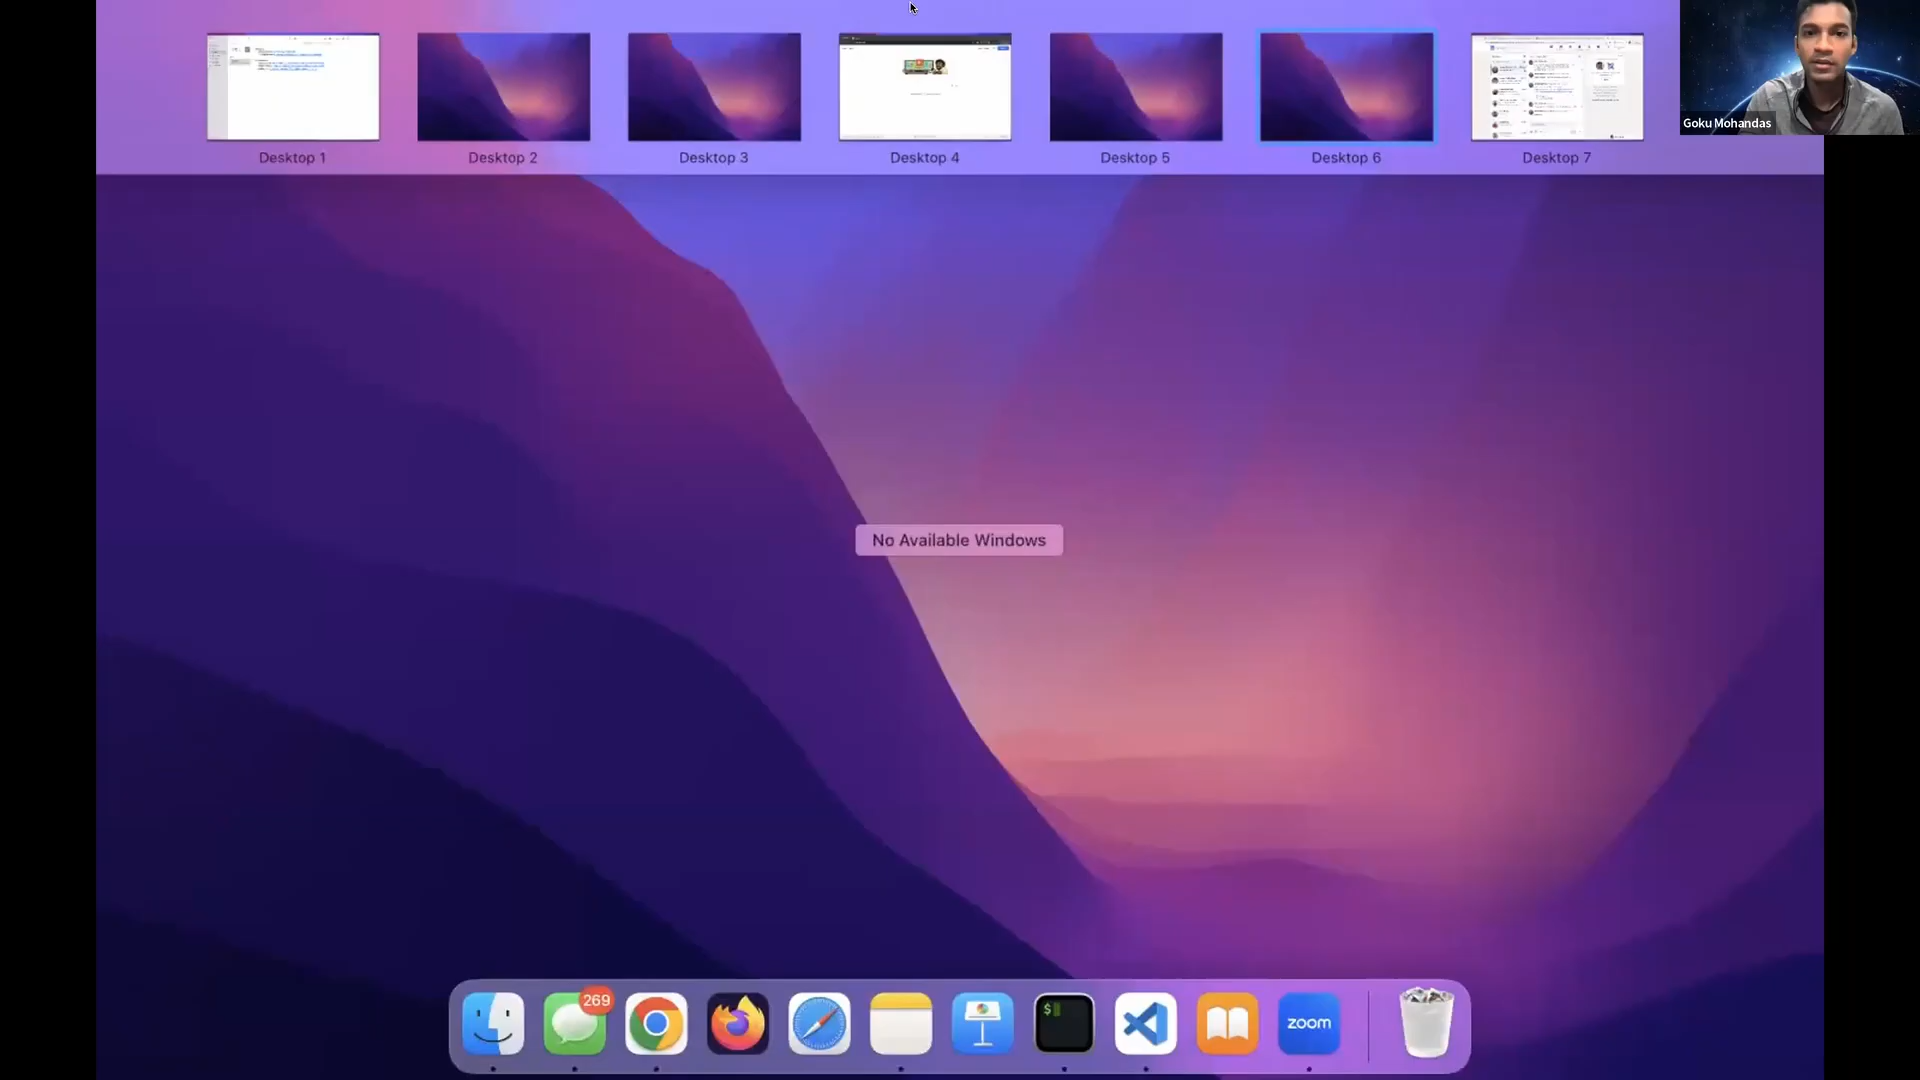 Desktop 1
Desktop 2
Desktop 3
Desktop 4
Desktop 5
Desktop 6
Desktop 7
Goku Mohandas
No Available Windows
269
$
zoom